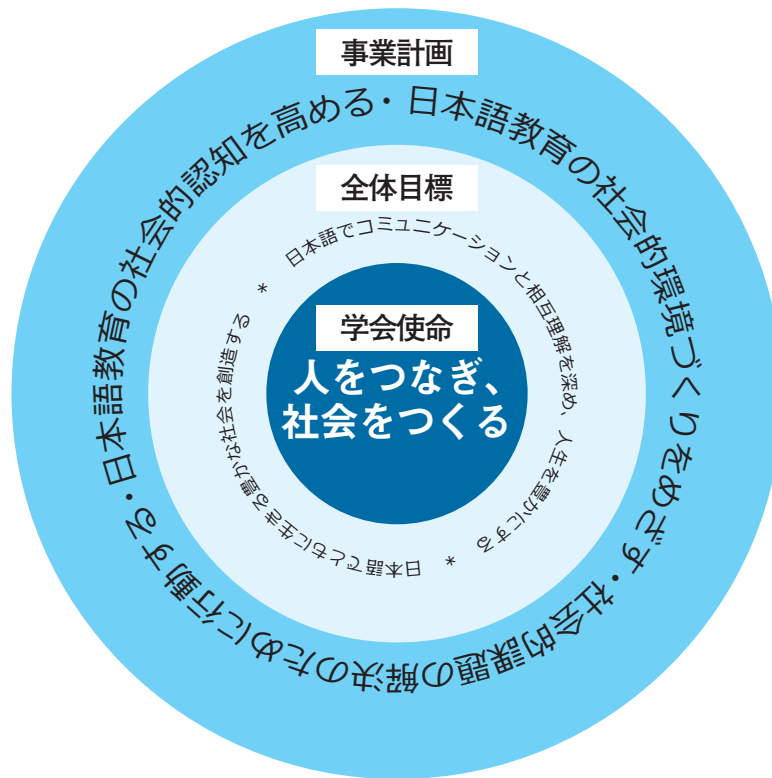 事業計画
日本語教育の社会的認知を高める・日本語教育の社会的環境づくりをめざす・社会的課題の解決のために行動する・
全体目標
日本語でコミュニケーションと相互理解を深め、人生を豊かにする *
日本語でともに生きる豊かな社会を創造する *
学会使命
人をつなぎ、
社会をつくる